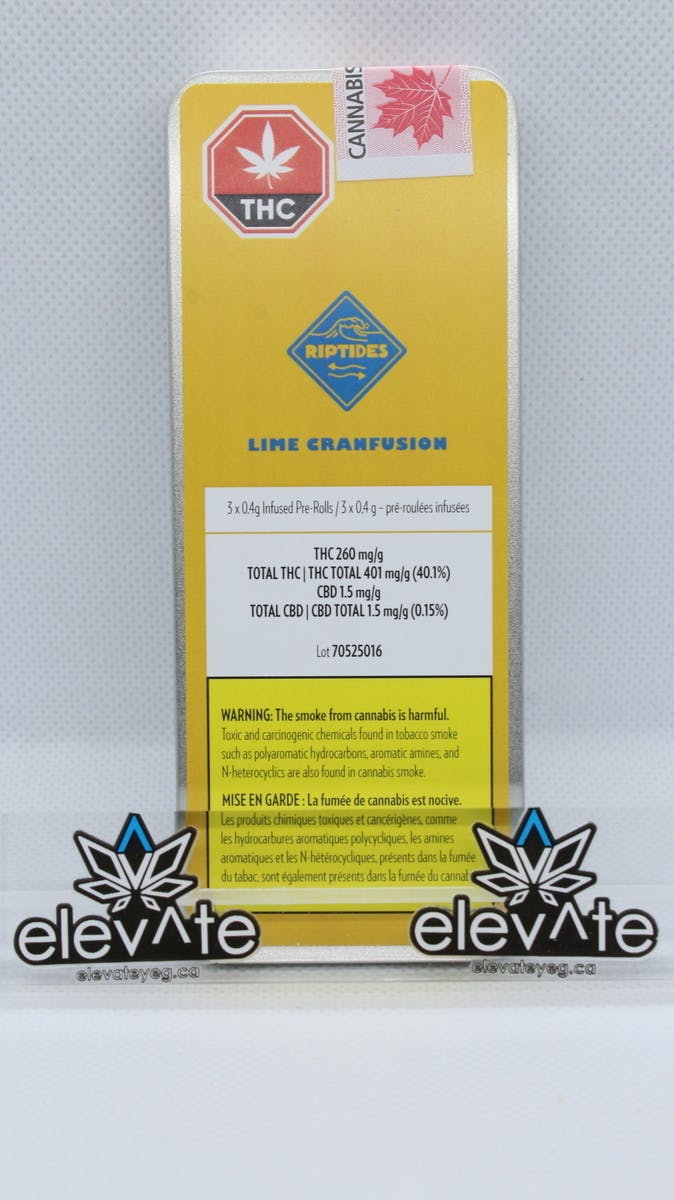 CANNABIS
THC
RIPTIDES
LIME CRANFUSION
3 x 0.4g Infused Pre-Rolls / 3 x 0,4 g – pré-roulées infusées
THC 260 mg/g
TOTAL THC | THC TOTAL 401 mg/g (40.1%)
CBD 1.5 mg/g
TOTAL CBD | CBD TOTAL 1.5 mg/g (0.15%)
Lot 70525016
WARNING: The smoke from cannabis is harmful.
Toxic and carcinogenic chemicals found in tobacco smoke
such as polyaromatic hydrocarbons, aromatic amines, and
N-heterocyclics are also found in cannabis smoke.
MISE EN GARDE : La fumée de cannabis est nocive.
Les produits chimiques toxiques et cancérigènes, comme
les hydrocarbures aromatiques polycycliques, les amines
aromatiques et les N-hétérocycliques, présents dans la fumée
du tabac, sont également présents dans la fumée du cannab
elev^te
elevateyeg.ca
elev^te
elevateyeg.ca